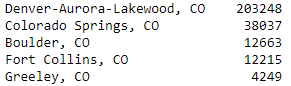 Denver-Aurora-Lakewood, CO 203248
Colorado Springs, CO 38037
Boulder, CO 12663
Fort Collins, CO 12215
Greeley, CO 4249